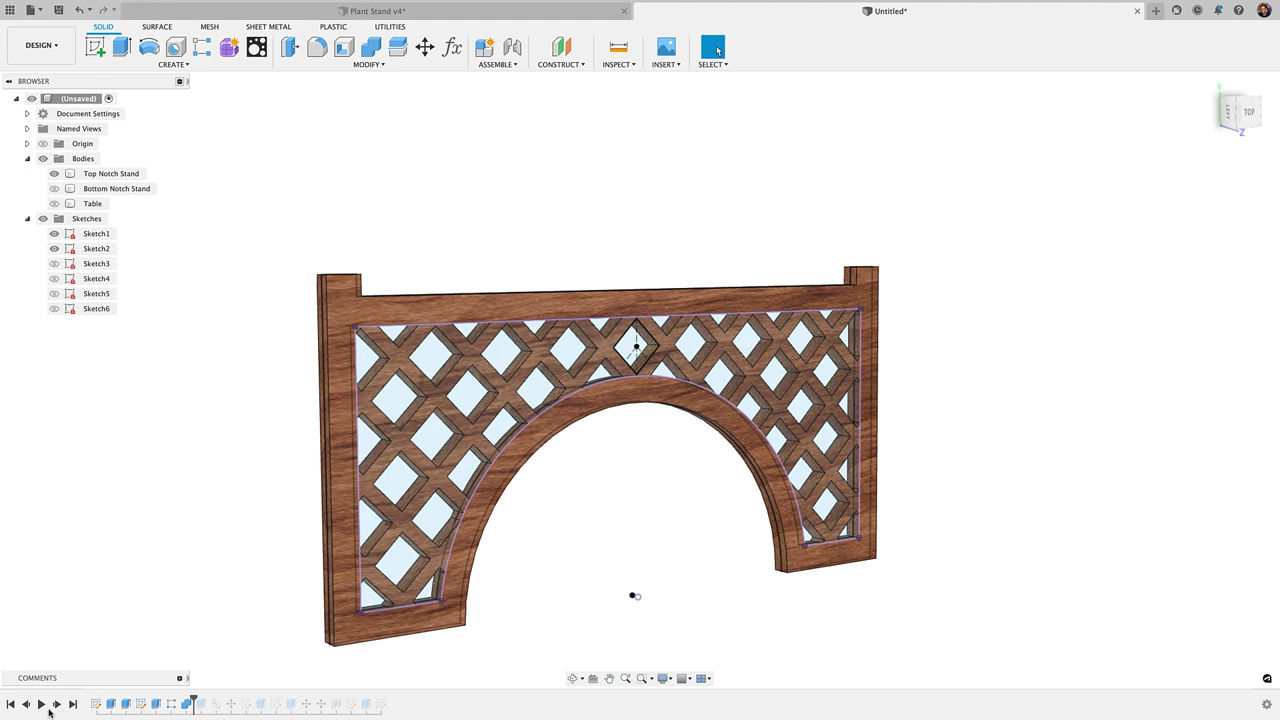 Plant Stand v4*
Untitled*
SOLID
SURFACE
MESH
SHEET METAL
PLASTIC
UTILITIES
DESIGN
CREATE
MODIFY
ASSEMBLE
CONSTRUCT
INSPECT
INSERT
SELECT
BROWSER
(Unsaved)
Document Settings
Named Views
Origin
Bodies
Top Notch Stand
Bottom Notch Stand
Table
Sketches
Sketch1
Sketch2
Sketch3
Sketch4
Sketch5
Sketch6
Y
LEFT
TOP
Z
COMMENTS